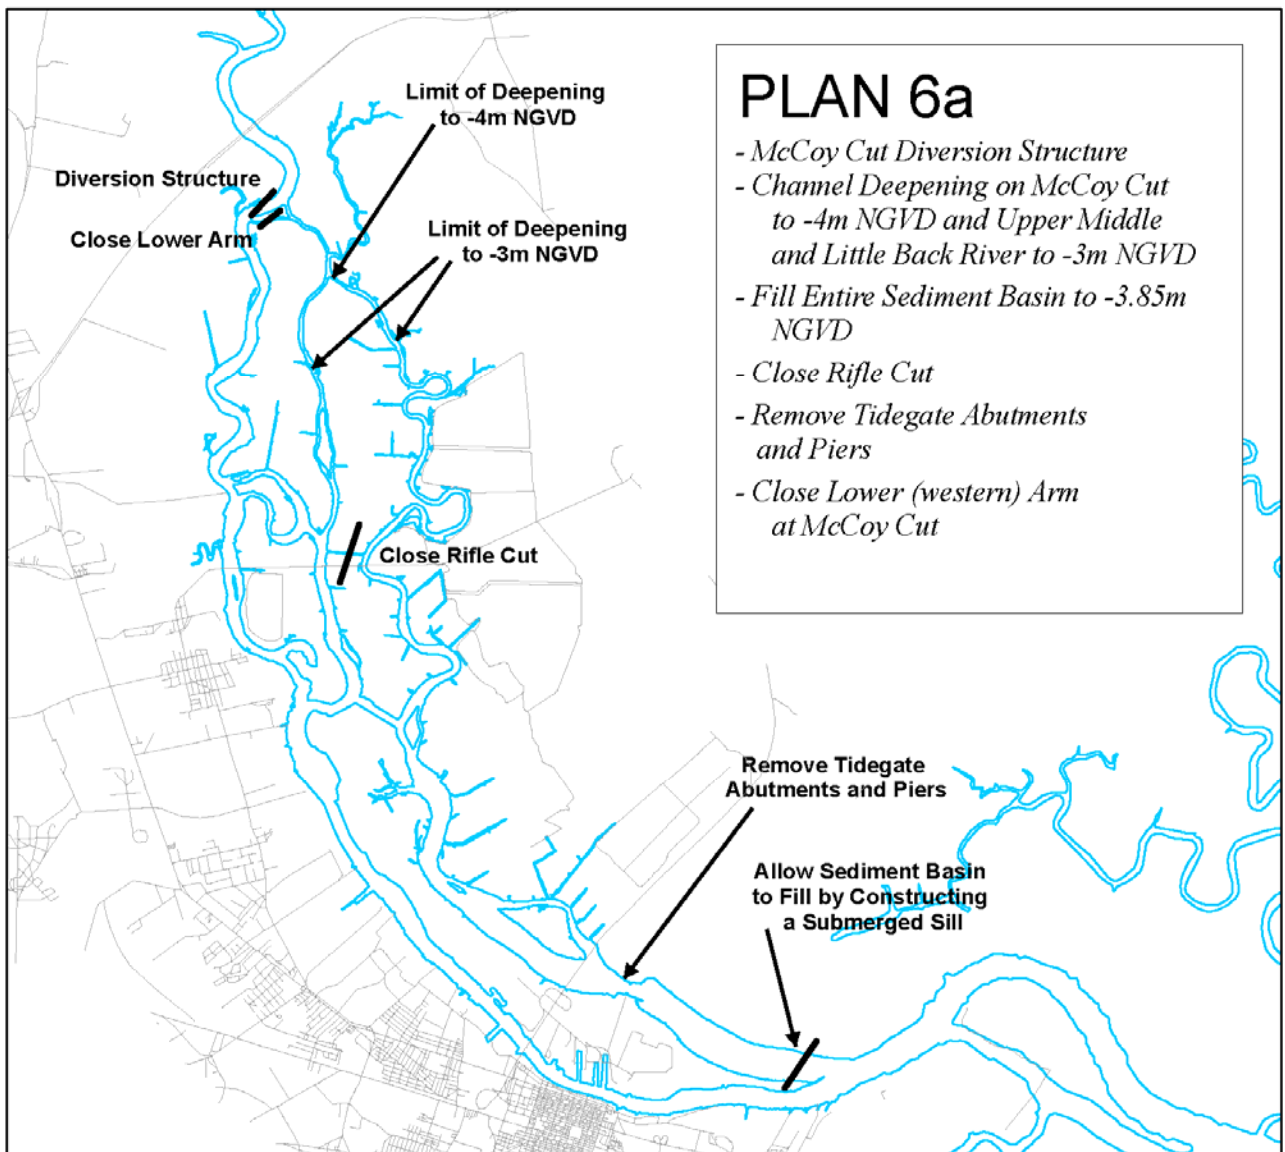 Limit of Deepening
to -4m NGVD
Diversion Structure
Close Lower Arm
Limit of Deepening
to -3m NGVD
Close Rifle Cut
Remove Tidegate
Abutments and Piers
Allow Sediment Basin
to Fill by Constructing
a Submerged Sill
PLAN 6a
- McCoy Cut Diversion Structure
- Channel Deepening on McCoy Cut
to -4m NGVD and Upper Middle
and Little Back River to -3m NGVD
- Fill Entire Sediment Basin to -3.85m
NGVD
- Close Rifle Cut
- Remove Tidegate Abutments
and Piers
- Close Lower (western) Arm
at McCoy Cut